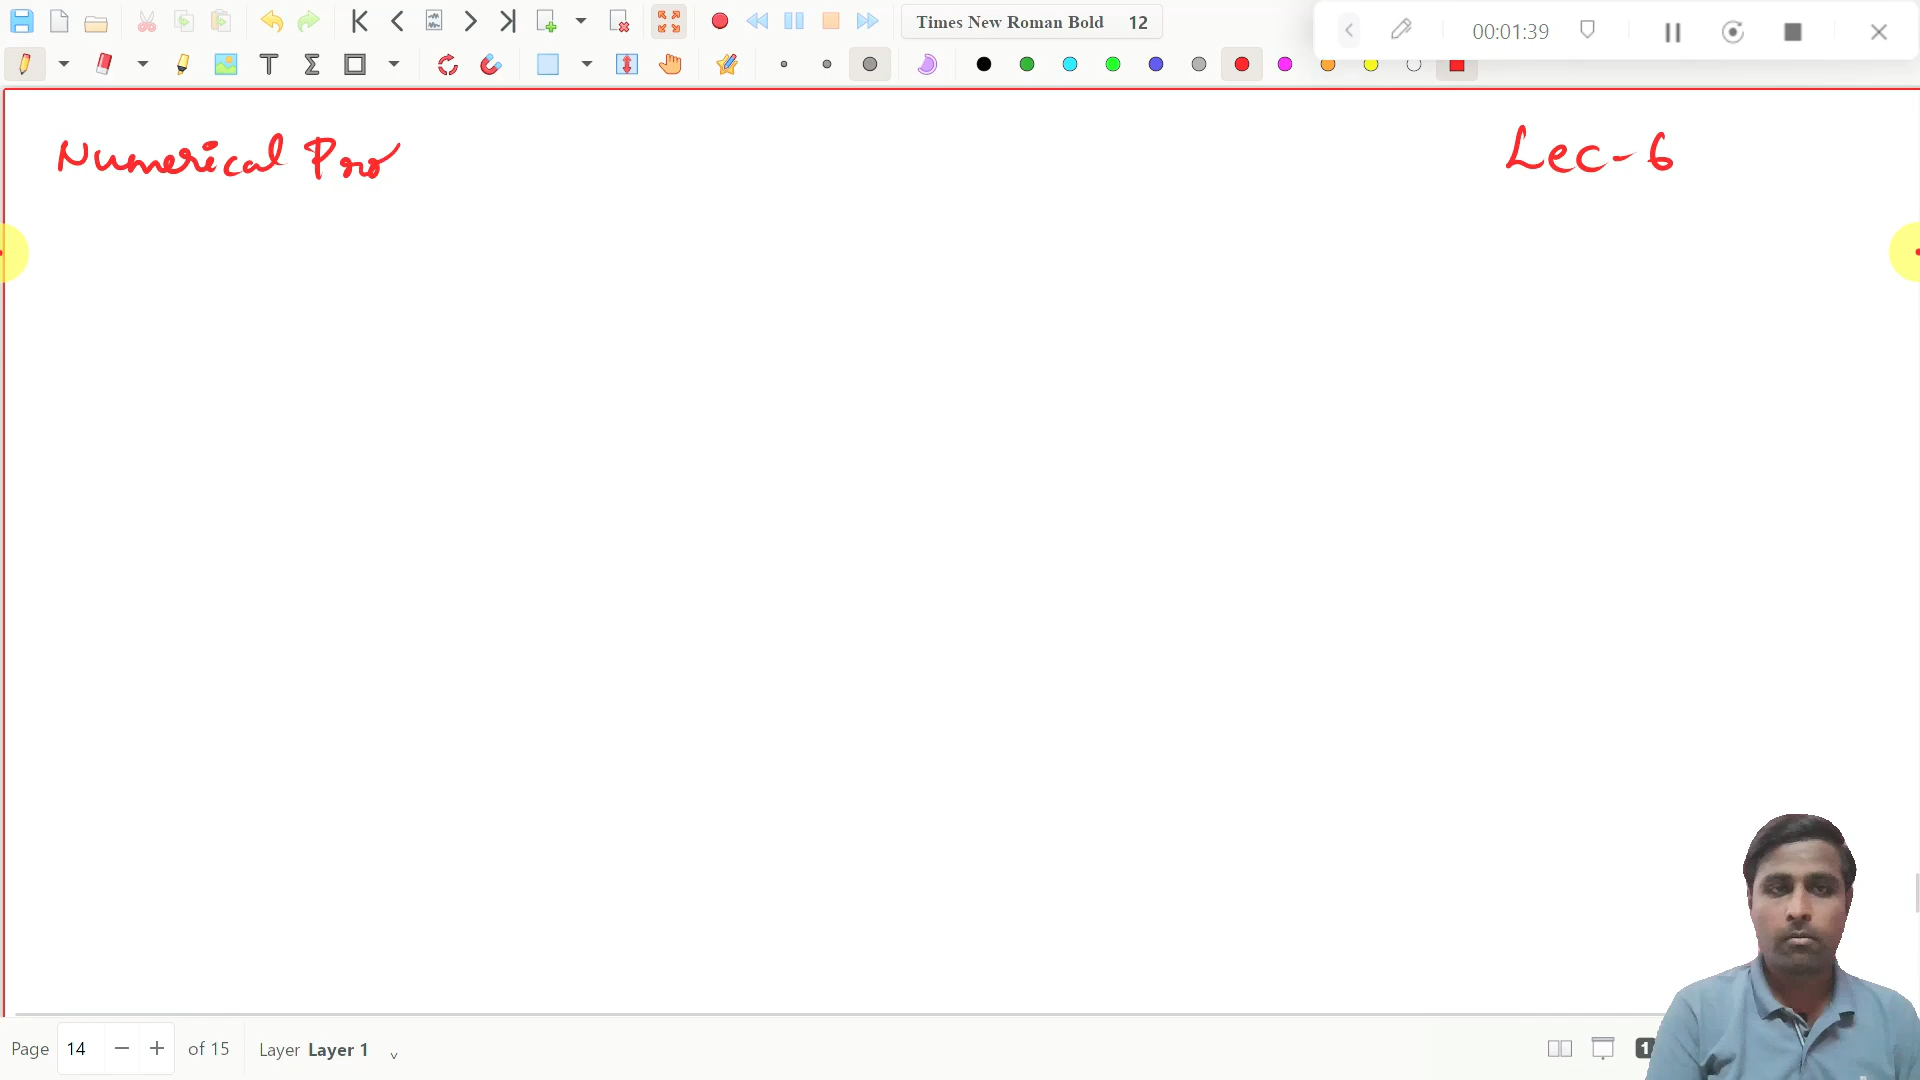 Times New Roman Bold 12
00:01:39
Numerical Pro
Lec-6
Page 14 of 15 Layer Layer 1
1